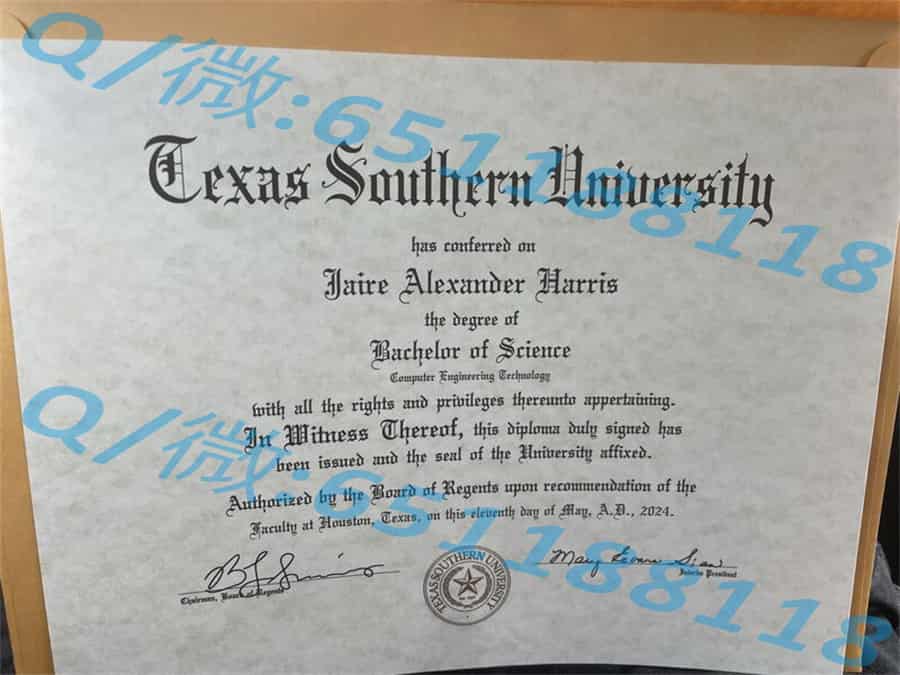 Q/微:651188118
Texas Southern University
has conferred on
Jaire Alexander Harris
the degree of
Bachelor of Science
Computer Engineering Technology
with all the rights and privileges thereunto appertaining.
In Witness Thereof, this diploma duly signed has
been issued and the seal of the University affixed.
Q/微:651188118
Authorized by the Board of Regents upon recommendation of the
Faculty at Houston, Texas, on this eleventh day of May, A.D., 2024.
Chairman, Board of Regents
TEXAS SOUTHERN UNIVERSITY
Interim President